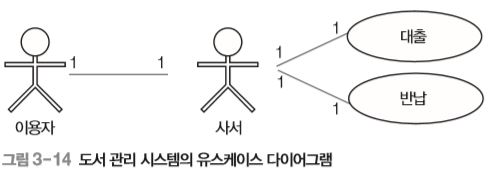 1 1 1 대출
1
1 반납
1
이용자 사서
그림 3-14 도서 관리 시스템의 유스케이스 다이어그램